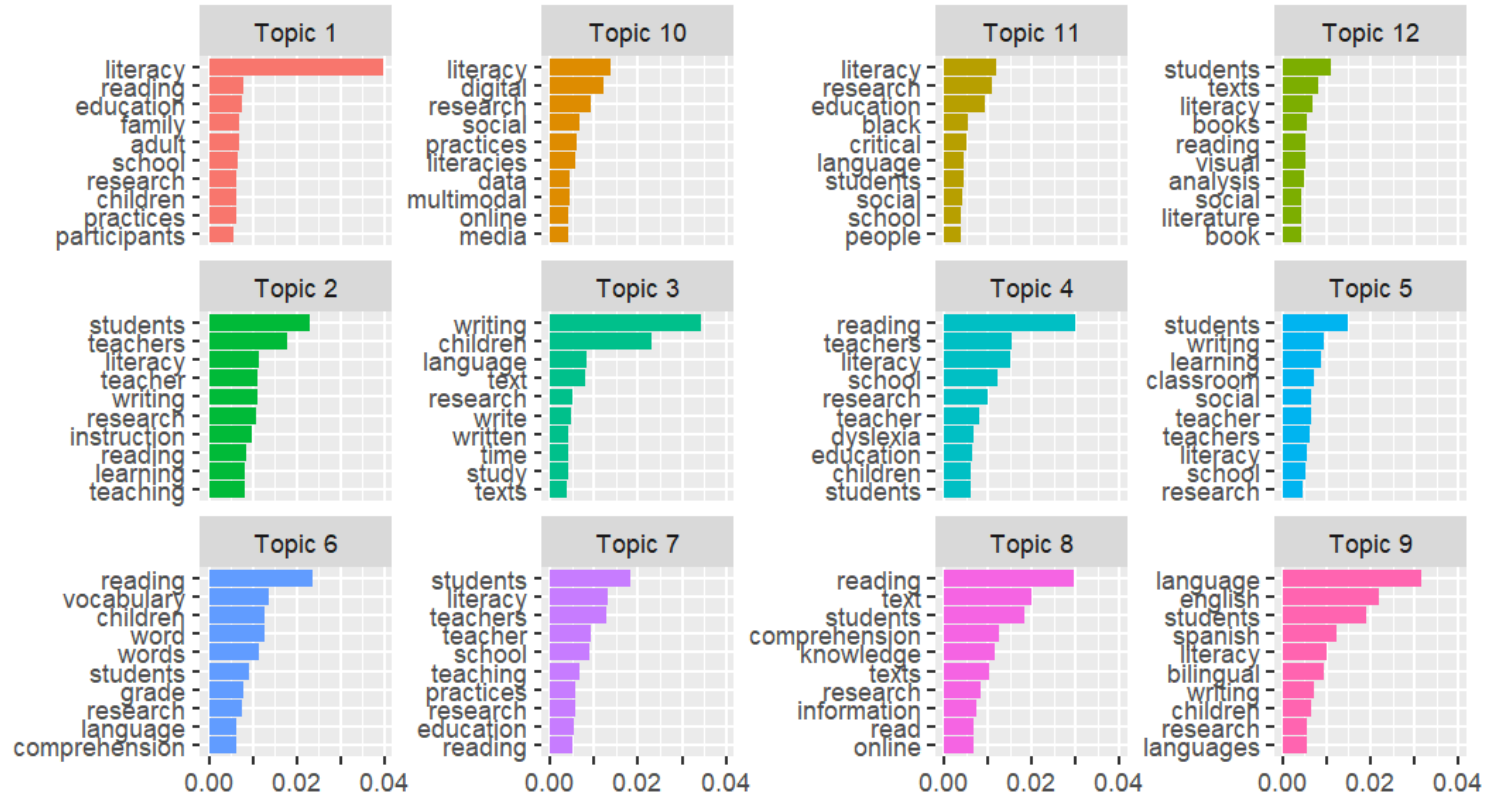 Topic 1
literacy
reading
education
family
adult
school
research
children
practices
participants
Topic 10
literacy
digital
research
social
practices
literacies
data
multimodal
online
media
Topic 11
literacy
research
education
black
critical
language
students
social
school
people
Topic 12
students
texts
literacy
books
reading
visual
analysis
social
literature
book
Topic 2
students
teachers
literacy
teacher
writing
research
instruction
reading
learning
teaching
Topic 3
writing
children
language
text
research
write
written
time
study
texts
Topic 4
reading
teachers
literacy
school
research
teacher
dyslexia
education
children
students
Topic 5
students
writing
learning
classroom
social
teacher
teachers
literacy
school
research
Topic 6
reading
vocabulary
children
word
words
students
grade
research
language
comprehension
0.00 0.02 0.04
Topic 7
students
literacy
teachers
teacher
school
teaching
practices
research
education
reading
0.00 0.02 0.04
Topic 8
reading
text
students
comprehension
knowledge
texts
research
information
read
online
0.00 0.02 0.04
Topic 9
language
english
students
spanish
literacy
bilingual
writing
children
research
languages
0.00 0.02 0.04